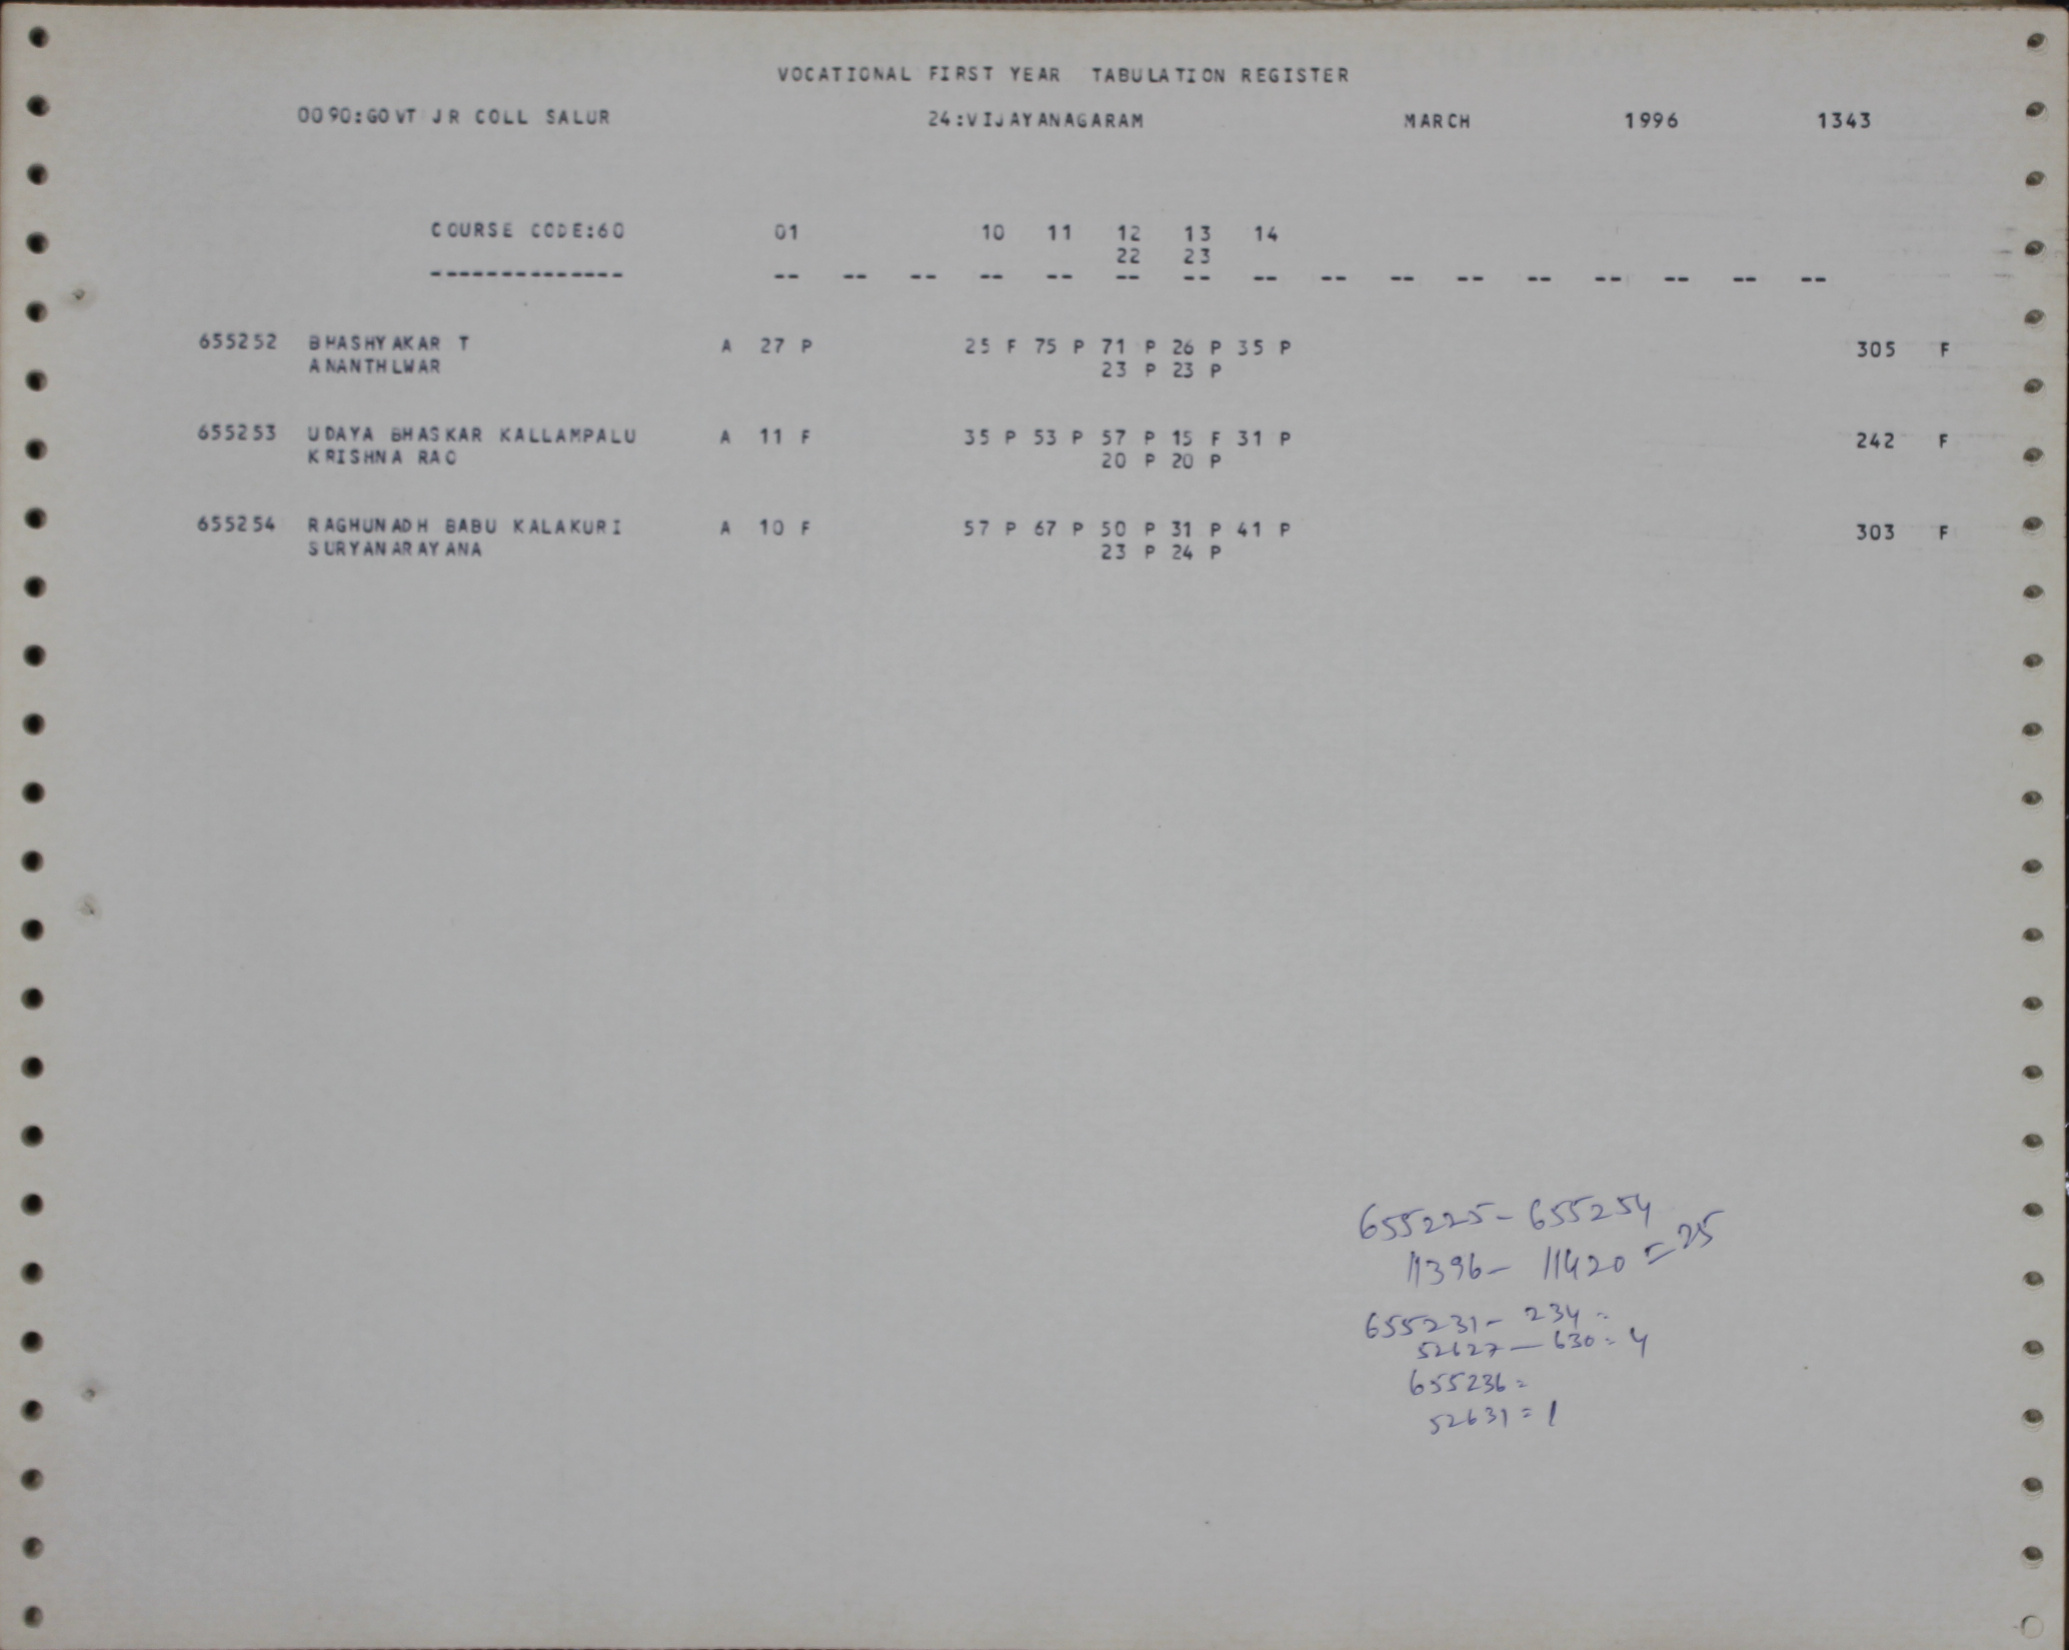 VOCATIONAL FIRST YEAR TABULATION REGISTER
0090:GOVT JR COLL SALUR 24:VIJAYANAGARAM MARCH 1996 1343
COURSE CODE:60 01 10 11 12 13 14
22 23
-------------- -- -- -- -- -- -- -- -- -- -- -- -- -- -- -- --
655252 BHASHYAKAR T A 27 P 25 F 75 P 71 P 26 P 35 P 305 F
ANANTHLWAR 23 P 23 P
655253 UDAYA BHASKAR KALLAMPALU A 11 F 35 P 53 P 57 P 15 F 31 P 242 F
KRISHNA RAO 20 P 20 P
655254 RAGHUNADH BABU KALAKURI A 10 F 57 P 67 P 50 P 31 P 41 P 303 F
SURYANARAYANA 23 P 24 P
655225- 655254
11396- 11420 = 25
655231- 234 =
52627 - 630 = 4
655236 =
52631 = 1